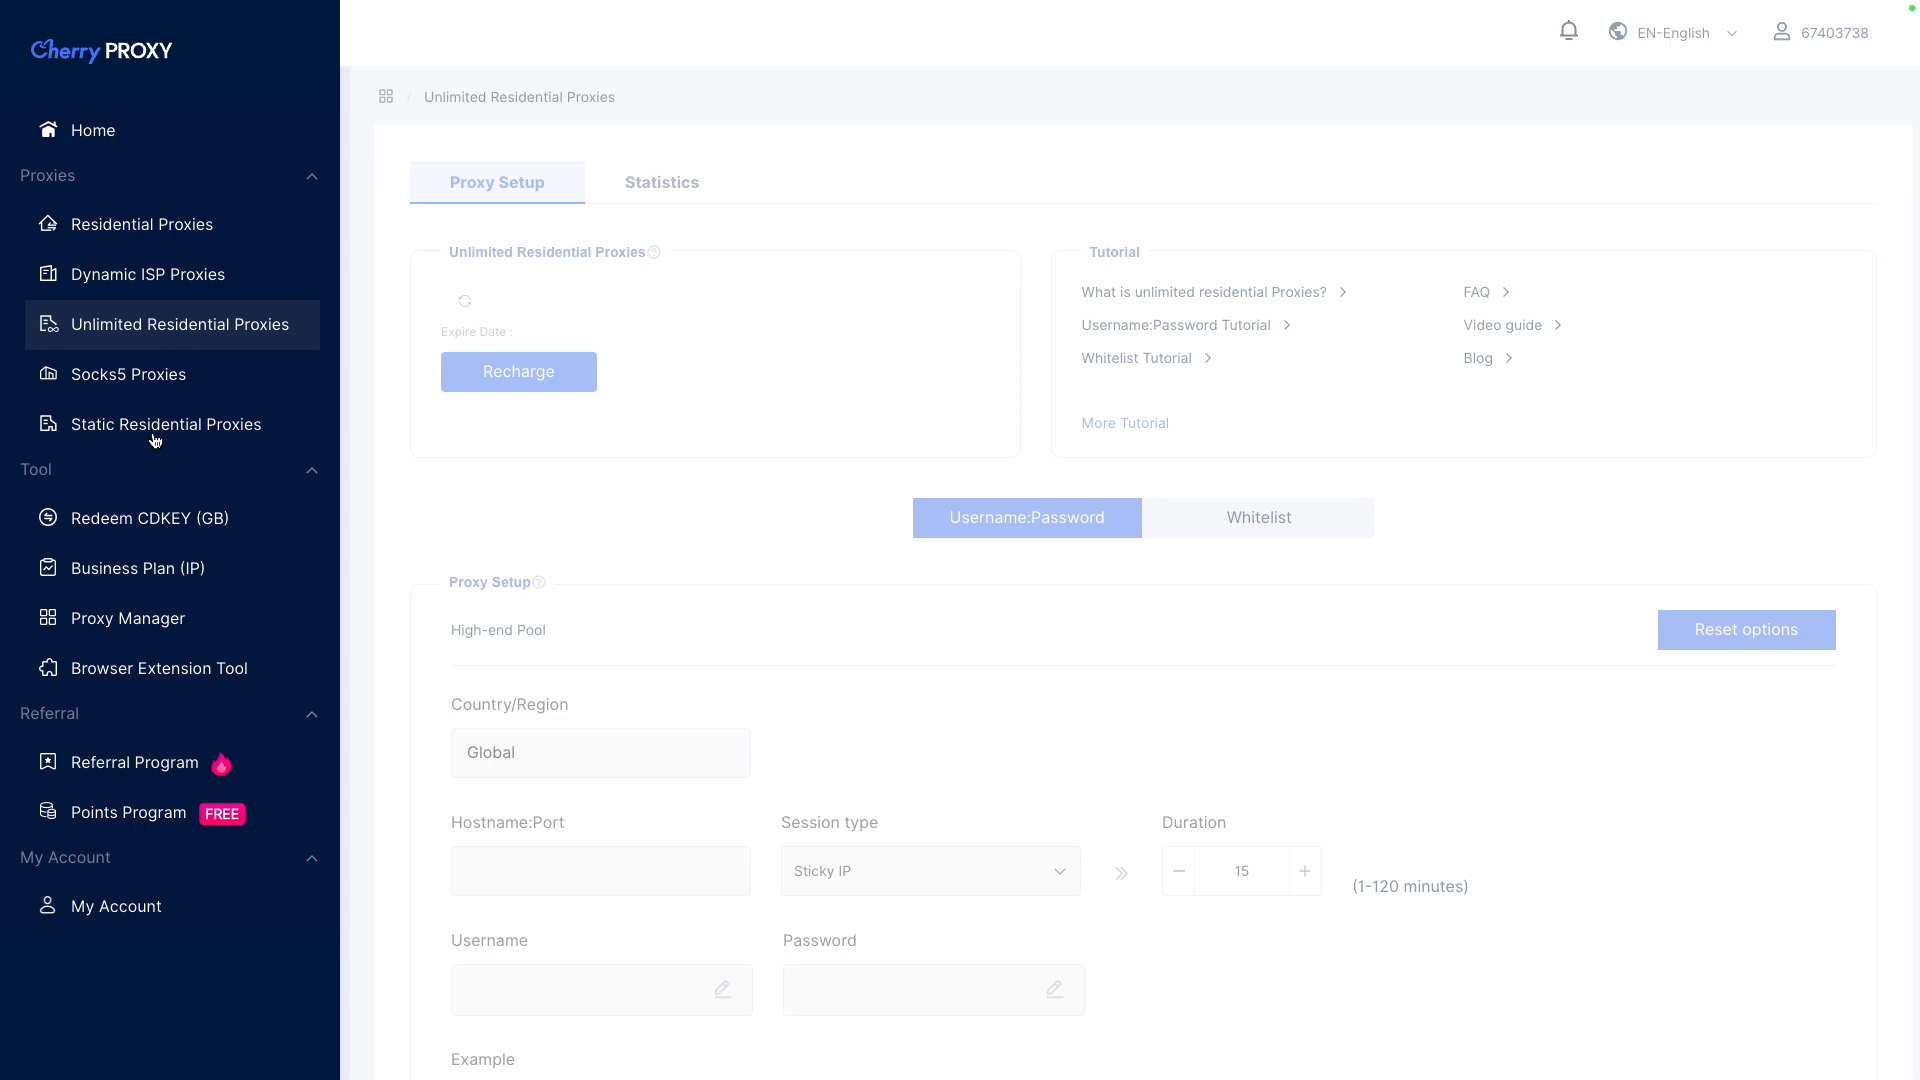 Cherry PROXY
EN-English
67403738
Home
Proxies
Residential Proxies
Dynamic ISP Proxies
Unlimited Residential Proxies
Socks5 Proxies
Static Residential Proxies
Tool
Redeem CDKEY (GB)
Business Plan (IP)
Proxy Manager
Browser Extension Tool
Referral
Referral Program
Points Program FREE
My Account
My Account
/ Unlimited Residential Proxies
Proxy Setup
Statistics
Unlimited Residential Proxies
Expire Date :
Recharge
Tutorial
What is unlimited residential Proxies?
Username:Password Tutorial
Whitelist Tutorial
FAQ
Video guide
Blog
More Tutorial
Username:Password
Whitelist
Proxy Setup
High-end Pool
Reset options
Country/Region
Global
Hostname:Port
Session type
Duration
Sticky IP
15
(1-120 minutes)
Username
Password
Example